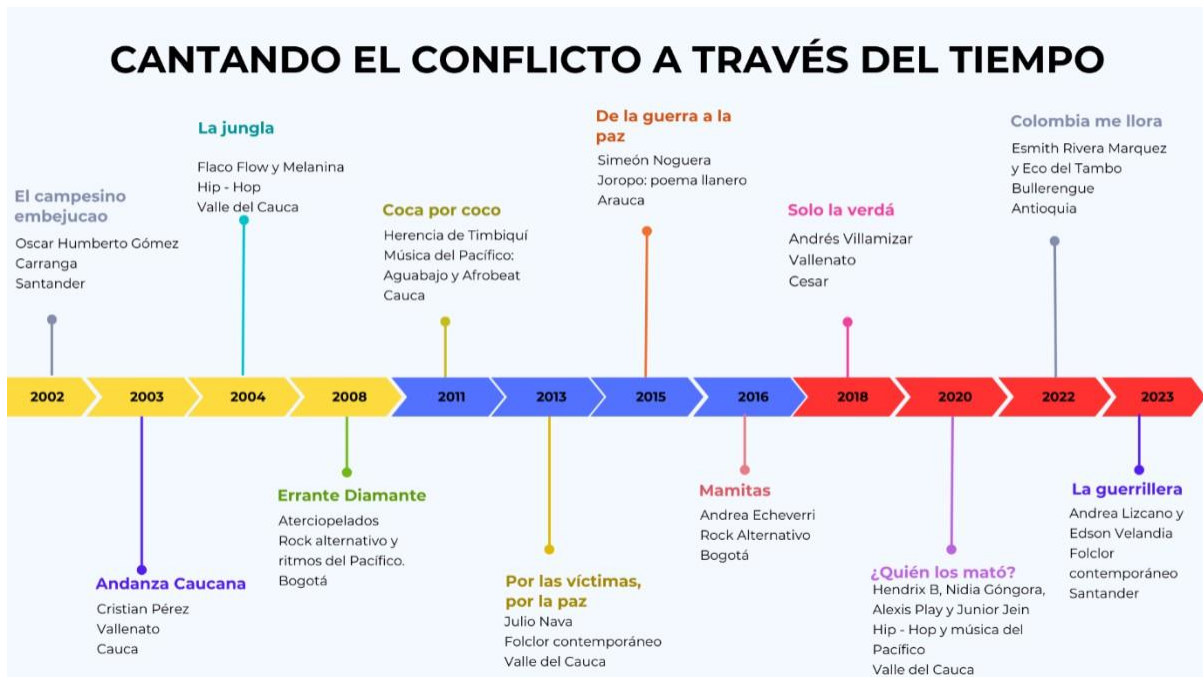 CANTANDO EL CONFLICTO A TRAVÉS DEL TIEMPO
El campesino
embejucao
Oscar Humberto Gómez
Carranga
Santander
La jungla
Flaco Flow y Melanina
Hip - Hop
Valle del Cauca
Coca por coco
Herencia de Timbiquí
Música del Pacífico:
Aguabajo y Afrobeat
Cauca
De la guerra a la
paz
Simeón Noguera
Joropo: poema llanero
Arauca
Solo la verdá
Andrés Villamizar
Vallenato
Cesar
Colombia me llora
Esmith Rivera Marquez
y Eco del Tambo
Bullerengue
Antioquia
2002 2003 2004 2008 2011 2013 2015 2016 2018 2020 2022 2023
Andanza Caucana
Cristian Pérez
Vallenato
Cauca
Errante Diamante
Aterciopelados
Rock alternativo y
ritmos del Pacífico.
Bogotá
Por las víctimas,
por la paz
Julio Nava
Folclor contemporáneo
Valle del Cauca
Mamitas
Andrea Echeverri
Rock Alternativo
Bogotá
¿Quién los mató?
Hendrix B, Nidia Góngora,
Alexis Play y Junior Jein
Hip - Hop y música del
Pacífico
Valle del Cauca
La guerrillera
Andrea Lizcano y
Edson Velandia
Folclor
contemporáneo
Santander